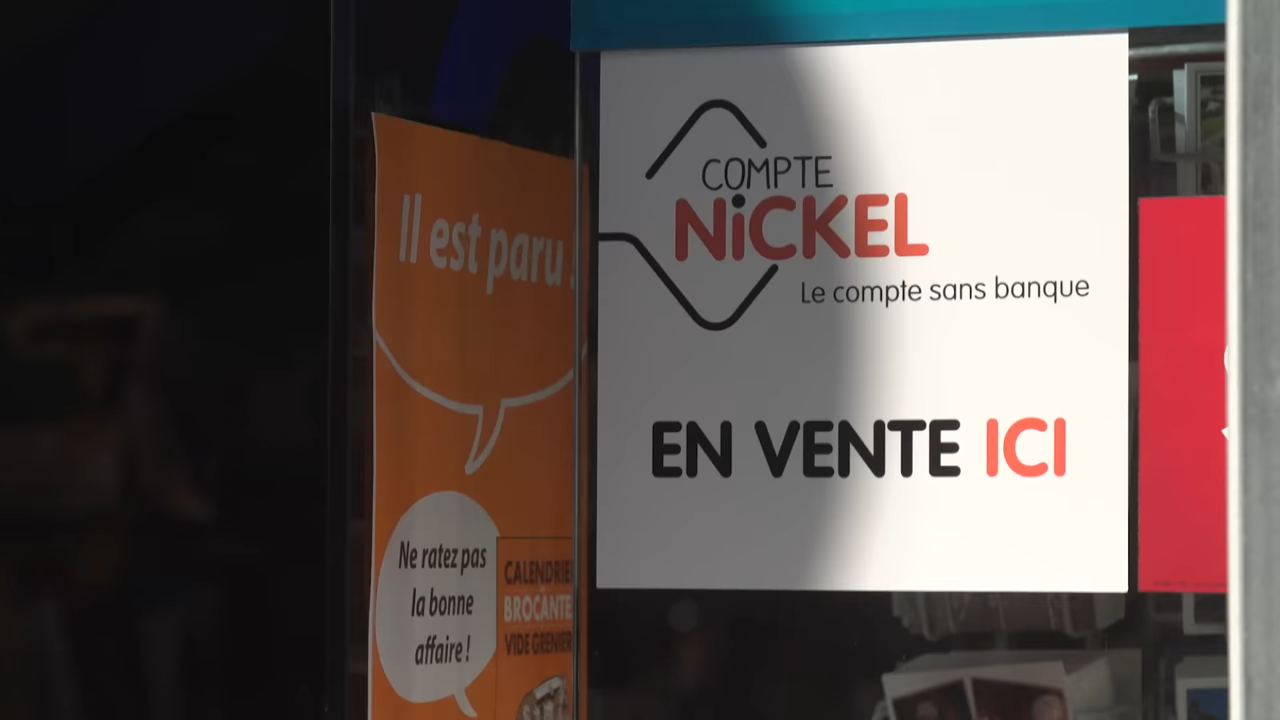 Il est paru !
Ne ratez pas
la bonne
affaire !
CALENDRIE
BROCANTE
VIDE GRENIER
COMPTE
NiCKEL
Le compte sans banque
EN VENTE ICI